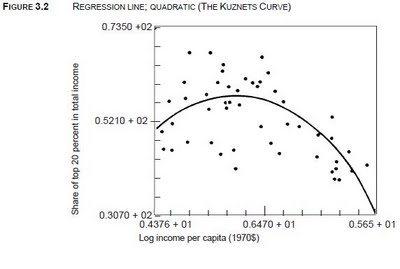 FIGURE 3.2 REGRESSION LINE; QUADRATIC (THE KUZNETS CURVE)
0.7350 +02
Share of top 20 percent in total income
0.5210 + 02
0.3070 + 02
0.4376 + 01 0.6470 + 01 0.565 + 01
Log income per capita (1970$)